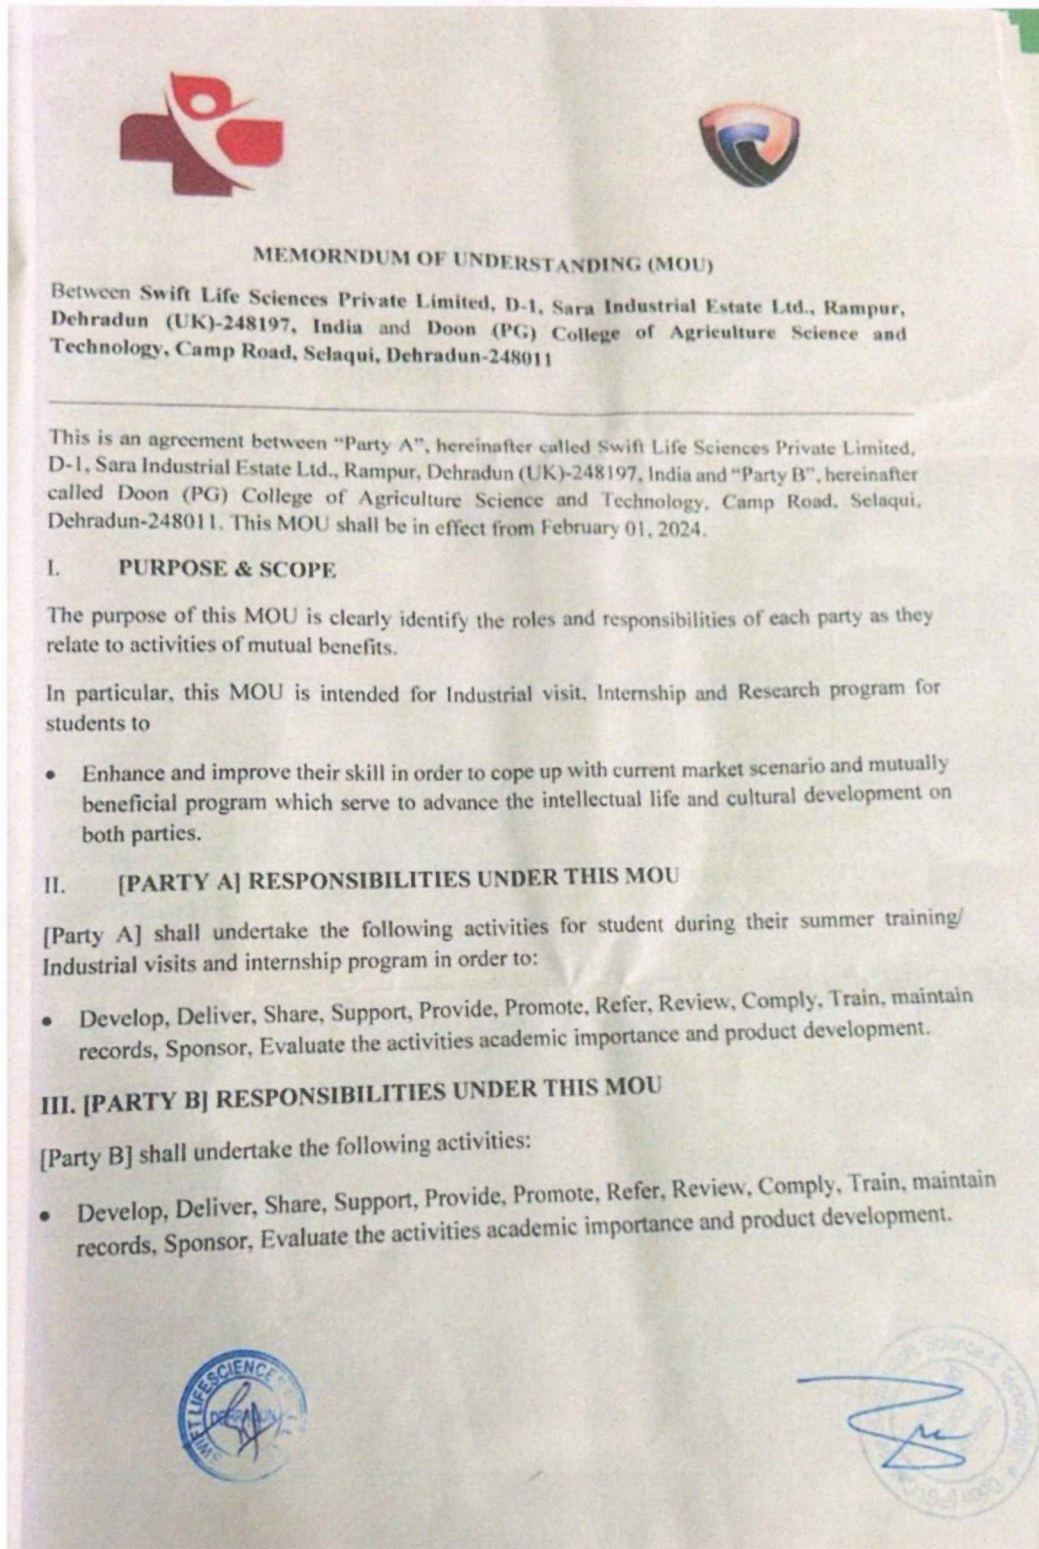 MEMORNDUM OF UNDERSTANDING (MOU)
Between Swift Life Sciences Private Limited, D-1, Sara Industrial Estate Ltd., Rampur,
Dehradun (UK)-248197, India and Doon (PG) College of Agriculture Science and
Technology, Camp Road, Selaqui, Dehradun-248011
This is an agreement between “Party A”, hereinafter called Swift Life Sciences Private Limited,
D-1, Sara Industrial Estate Ltd., Rampur, Dehradun (UK)-248197, India and “Party B”, hereinafter
called Doon (PG) College of Agriculture Science and Technology, Camp Road, Selaqui,
Dehradun-248011. This MOU shall be in effect from February 01, 2024.
I. PURPOSE & SCOPE
The purpose of this MOU is clearly identify the roles and responsibilities of each party as they
relate to activities of mutual benefits.
In particular, this MOU is intended for Industrial visit, Internship and Research program for
students to
• Enhance and improve their skill in order to cope up with current market scenario and mutually
beneficial program which serve to advance the intellectual life and cultural development on
both parties.
II. [PARTY A] RESPONSIBILITIES UNDER THIS MOU
[Party A] shall undertake the following activities for student during their summer training/
Industrial visits and internship program in order to:
• Develop, Deliver, Share, Support, Provide, Promote, Refer, Review, Comply, Train, maintain
records, Sponsor, Evaluate the activities academic importance and product development.
III. [PARTY B] RESPONSIBILITIES UNDER THIS MOU
[Party B] shall undertake the following activities:
• Develop, Deliver, Share, Support, Provide, Promote, Refer, Review, Comply, Train, maintain
records, Sponsor, Evaluate the activities academic importance and product development.
SWIFT LIFESCIENCE
DEHRADUN
Science & Technology
Doon (PG)